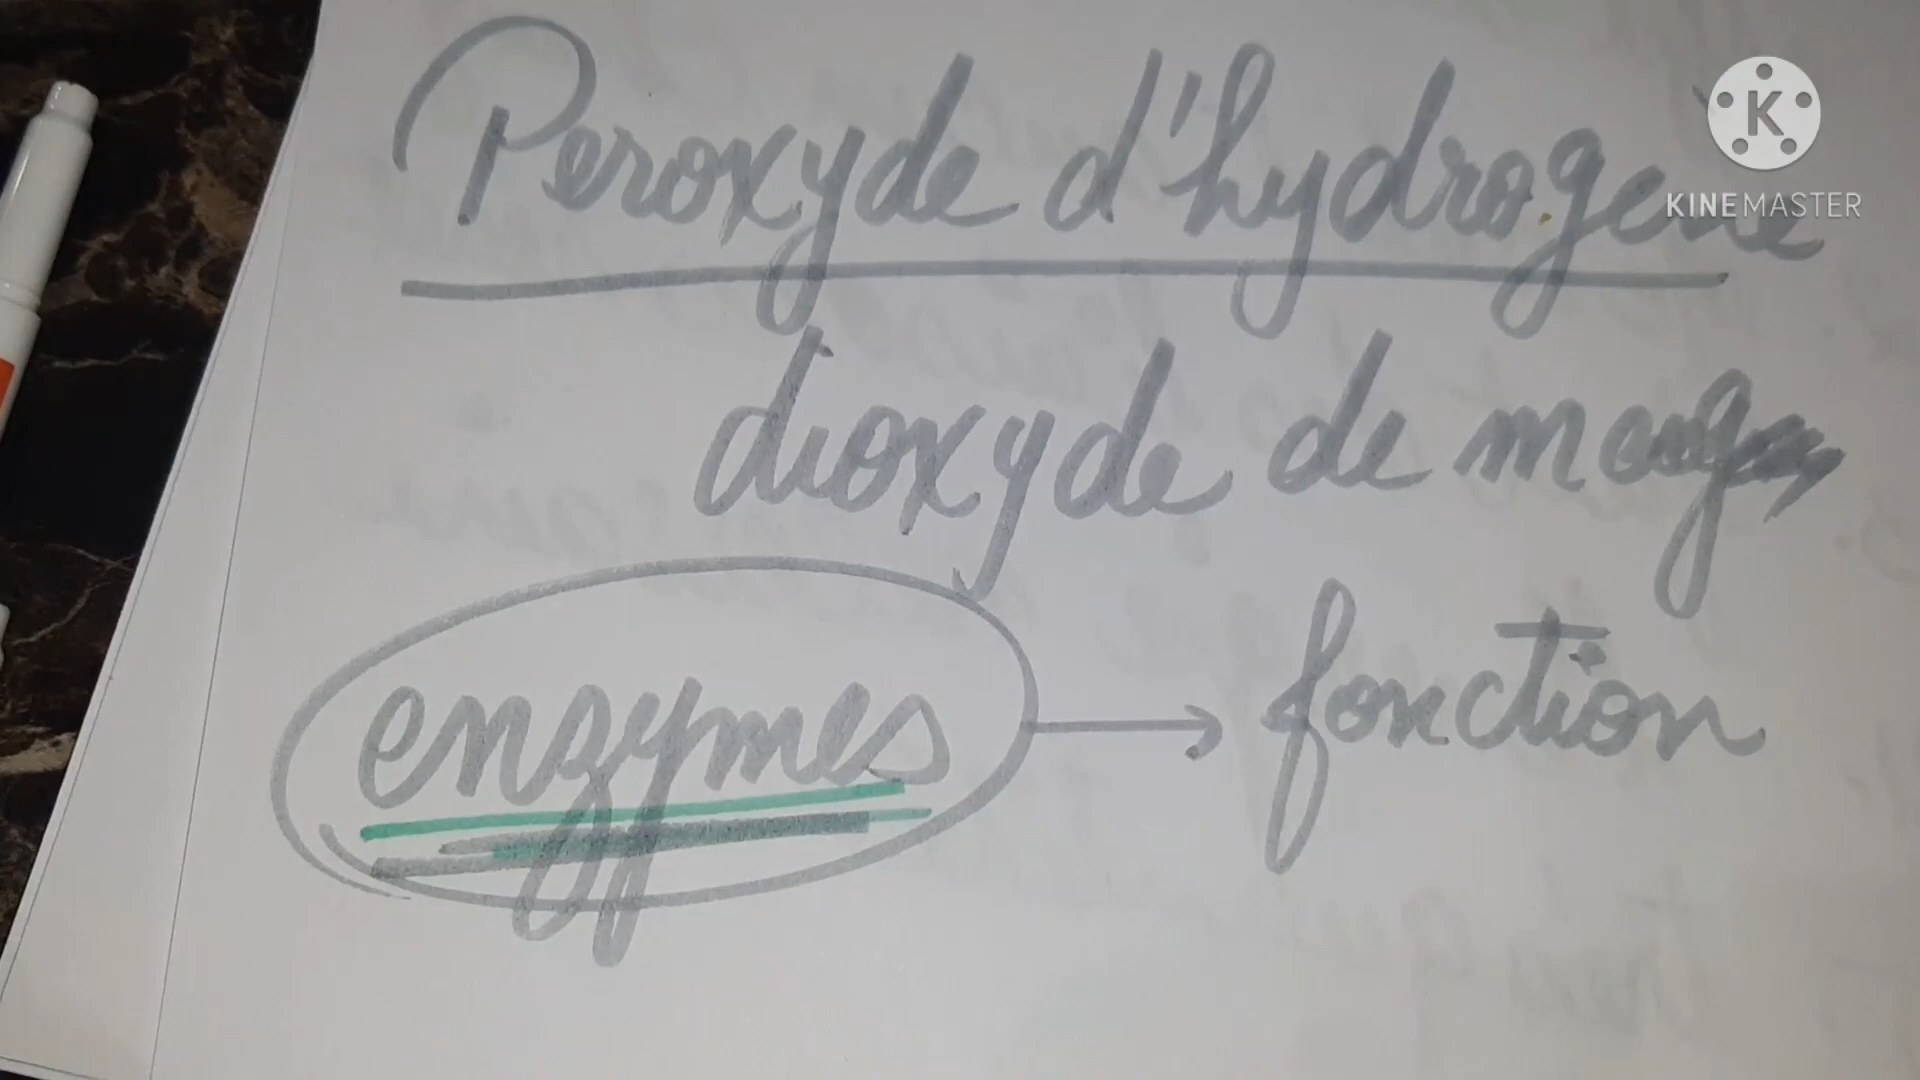 Peroxyde d'hydrogène
K
KINEMASTER
dioxyde de
enzymes → fonction